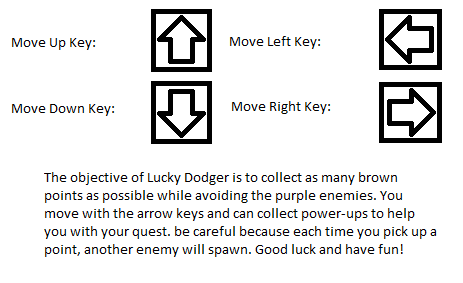 Move Up Key:
Move Left Key:
Move Down Key:
Move Right Key:
The objective of Lucky Dodger is to collect as many brown
points as possible while avoiding the purple enemies. You
move with the arrow keys and can collect power-ups to help
you with your quest. be careful because each time you pick up a
point, another enemy will spawn. Good luck and have fun!